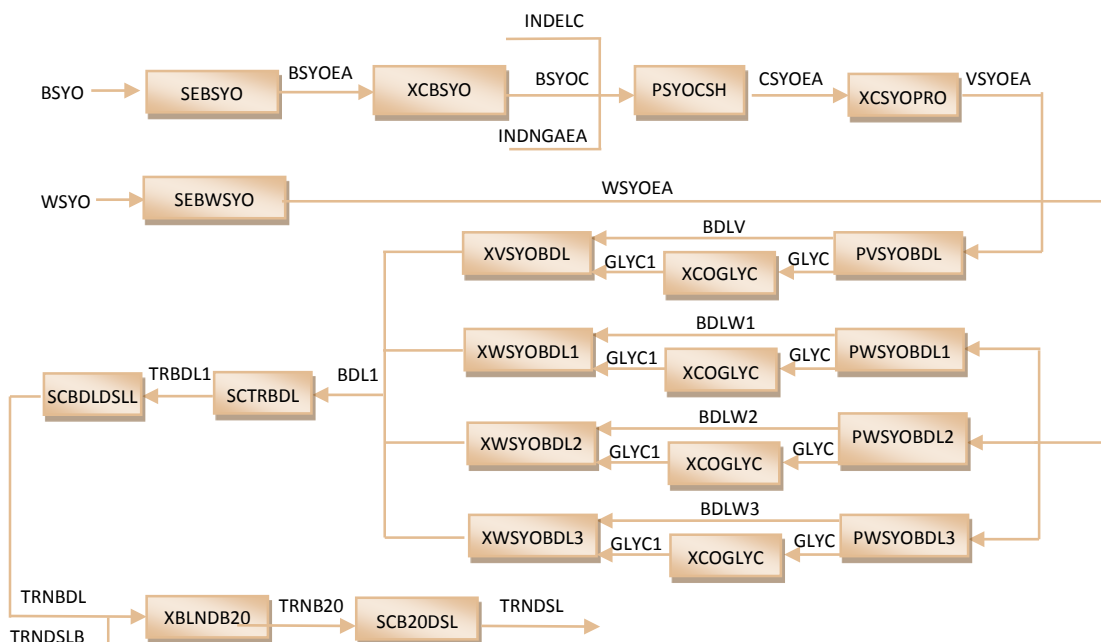 INDELC
BSYO
SEBSYO
BSYOEA
XCBSYO
BSYOC
PSYOCSH
CSYOEA
XCSYOPRO
VSYOEA
INDNGAEA
WSYO
SEBWSYO
WSYOEA
XVSYOBDL
BDLV
GLYC1
XCOGLYC
GLYC
PVSYOBDL
XWSYOBDL1
BDLW1
GLYC1
XCOGLYC
GLYC
PWSYOBDL1
SCBDLDSLL
TRBDL1
SCTRBDL
BDL1
XWSYOBDL2
BDLW2
GLYC1
XCOGLYC
GLYC
PWSYOBDL2
XWSYOBDL3
BDLW3
GLYC1
XCOGLYC
GLYC
PWSYOBDL3
TRNBDL
TRNDSLB
XBLNDB20
TRNB20
SCB20DSL
TRNDSL